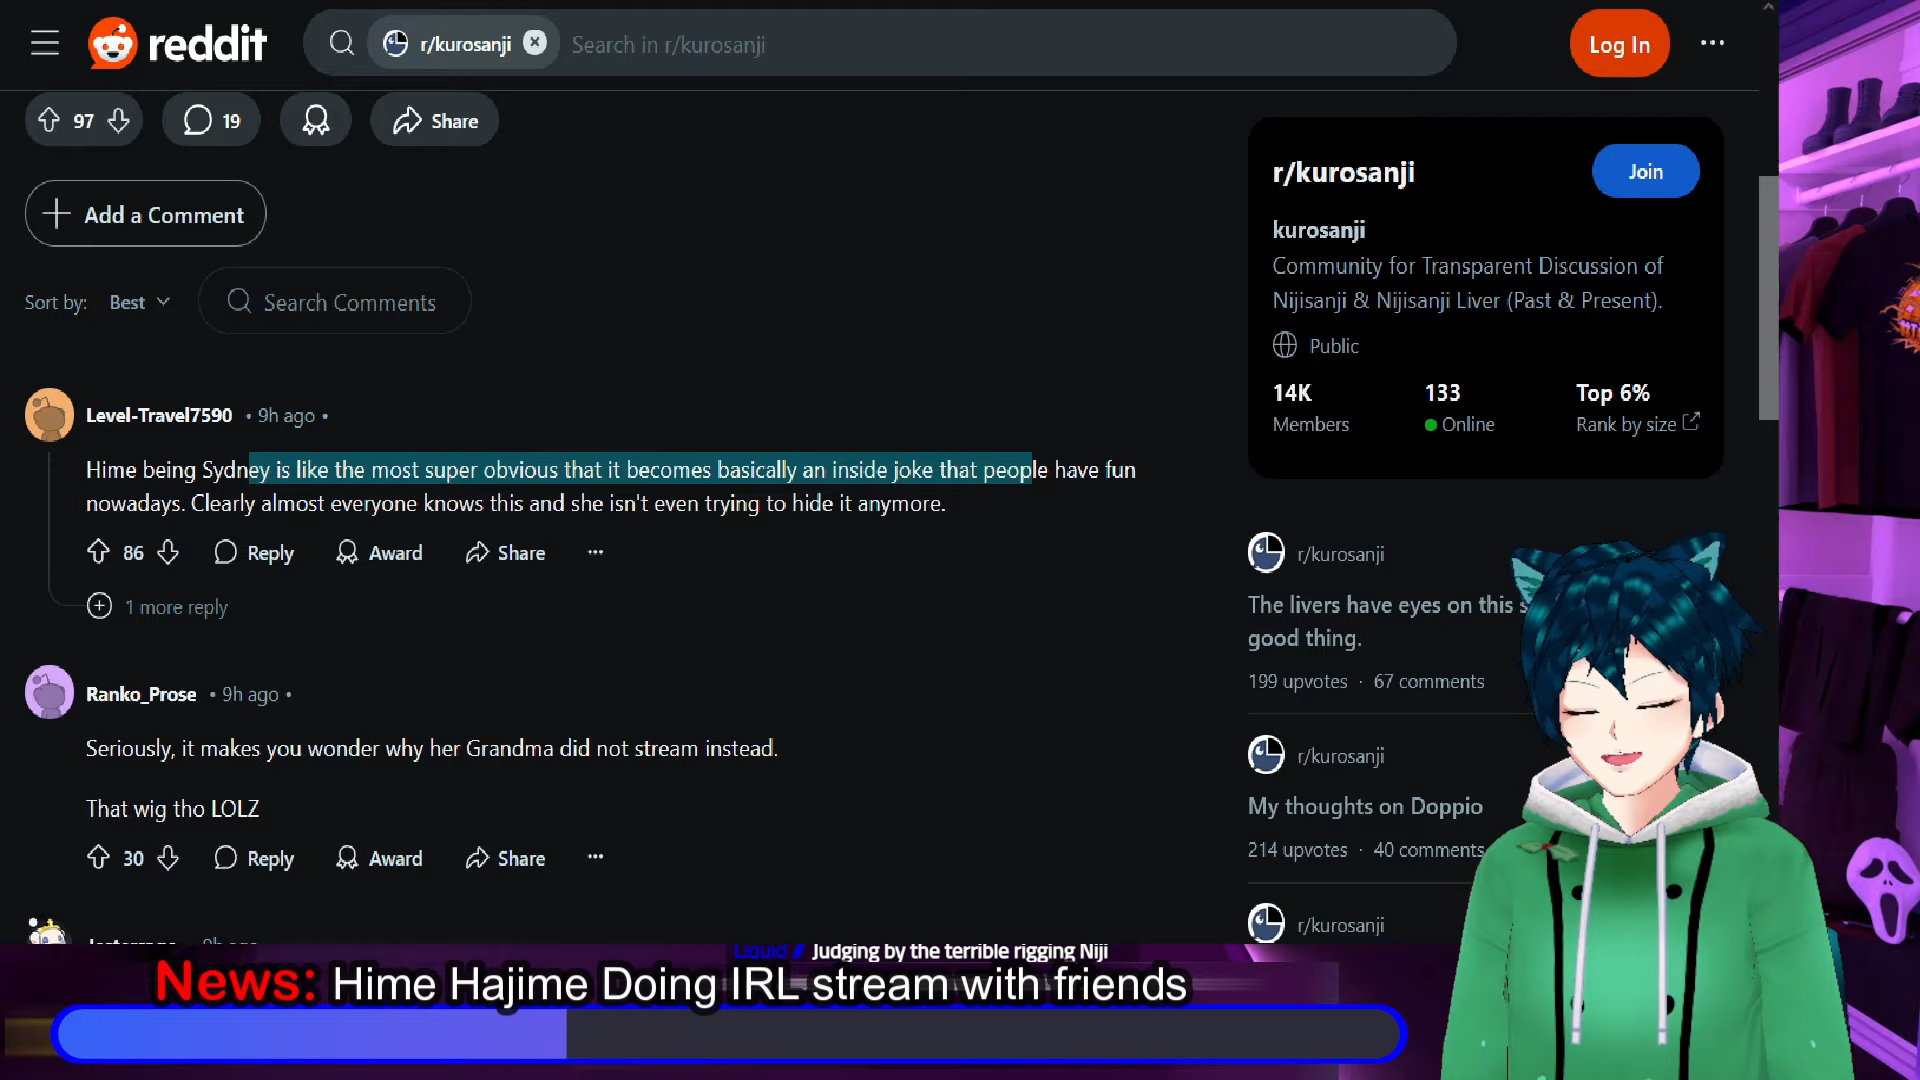 reddit
r/kurosanji
Search in r/kurosanji
Log In
97
19
Share
Add a Comment
Sort by:
Best
Search Comments
Level-Travel7590 • 9h ago •
Hime being Sydney is like the most super obvious that it becomes basically an inside joke that people have fun
nowadays. Clearly almost everyone knows this and she isn't even trying to hide it anymore.
86
Reply
Award
Share
1 more reply
Ranko_Prose • 9h ago •
Seriously, it makes you wonder why her Grandma did not stream instead.
That wig tho LOLZ
30
Reply
Award
Share
r/kurosanji
Join
kurosanji
Community for Transparent Discussion of
Nijisanji & Nijisanji Liver (Past & Present).
Public
14K
133
Top 6%
Members
Online
Rank by size
r/kurosanji
The livers have eyes on this s
good thing.
199 upvotes · 67 comments
r/kurosanji
My thoughts on Doppio
214 upvotes · 40 comments
r/kurosanji
Liquid // Judging by the terrible rigging Niji
News: Hime Hajime Doing IRL stream with friends